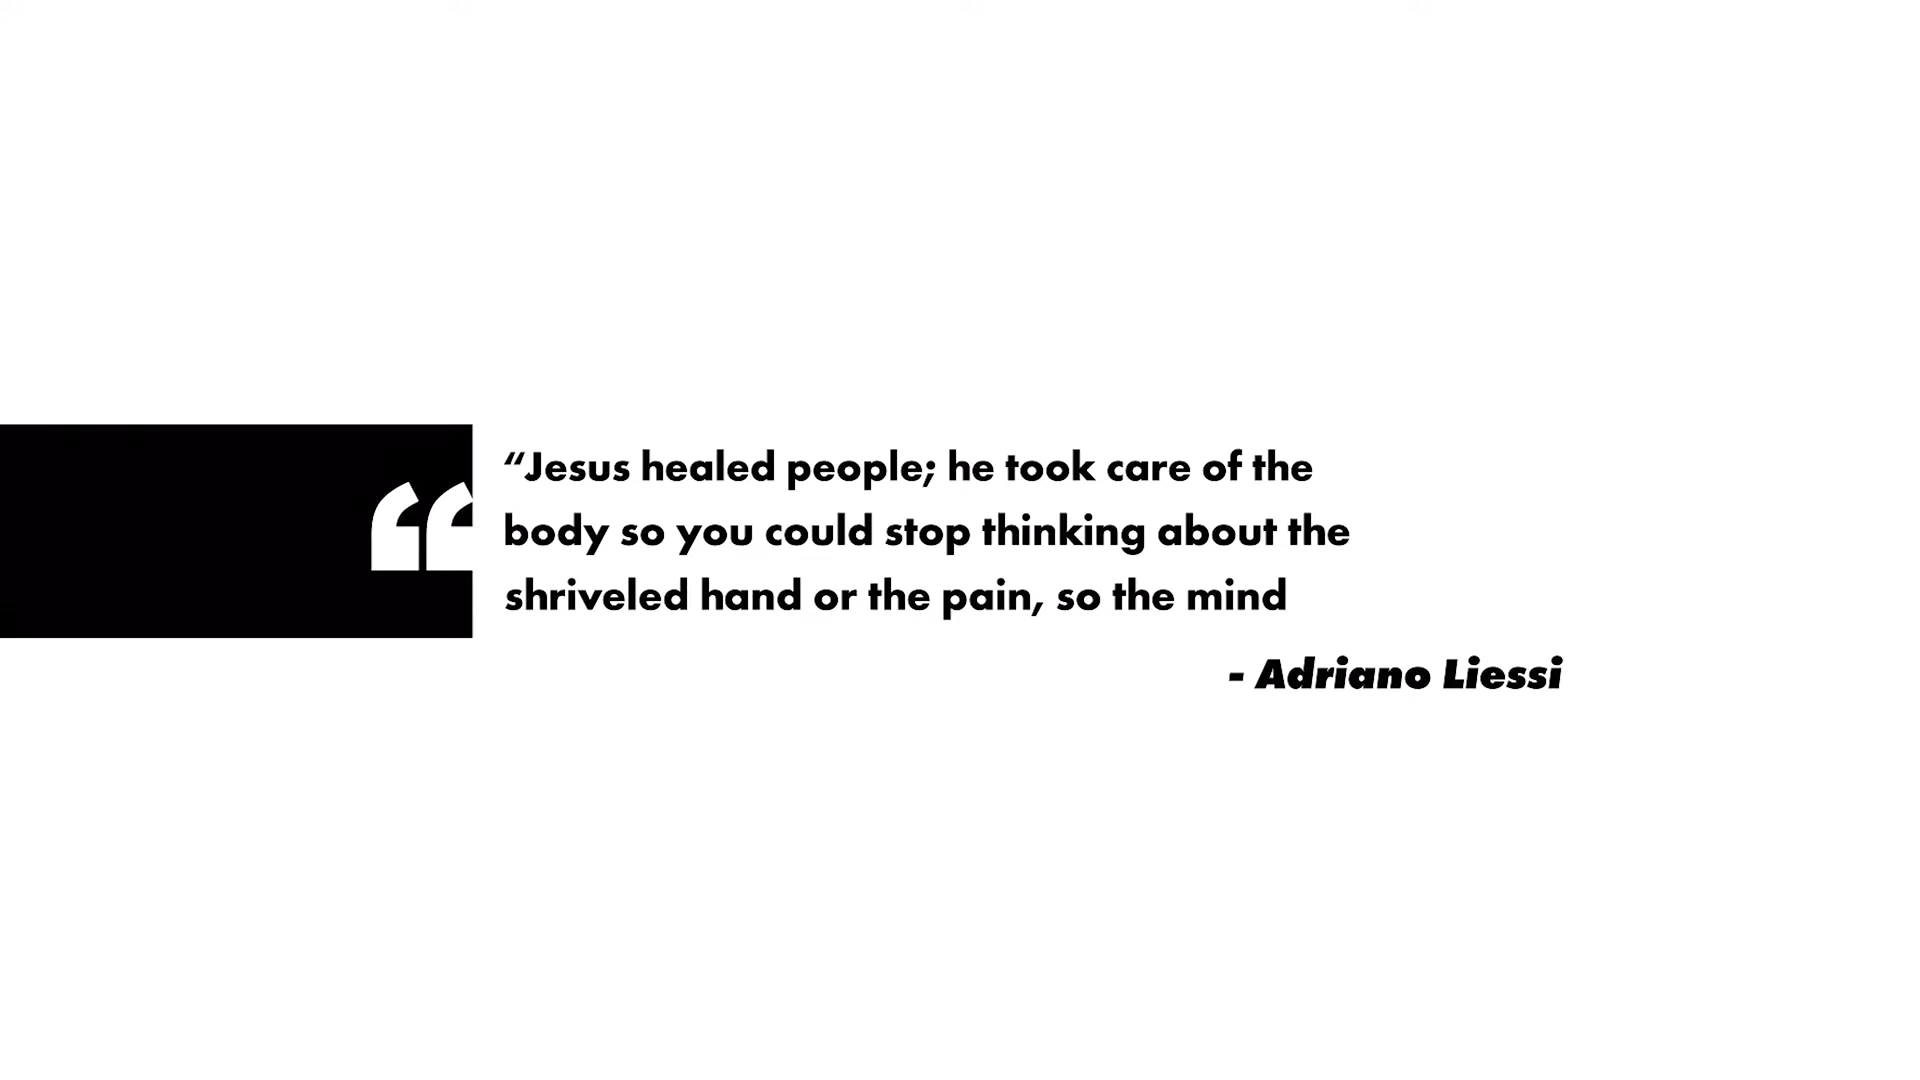 “Jesus healed people; he took care of the
body so you could stop thinking about the
shriveled hand or the pain, so the mind
- Adriano Liessi